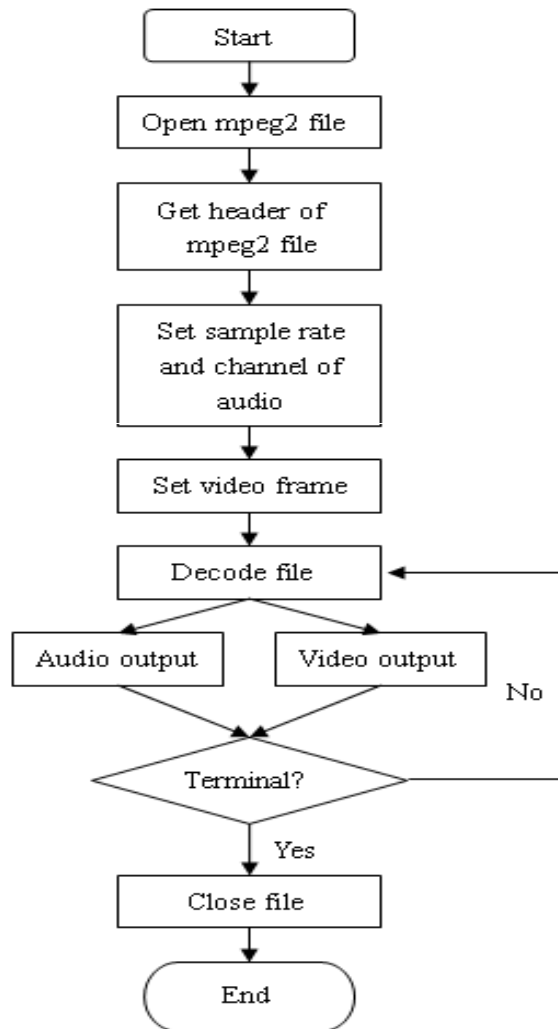 Start
Open mpeg2 file
Get header of
mpeg2 file
Set sample rate
and channel of
audio
Set video frame
Decode file
Audio output
Video output
No
Terminal?
Yes
Close file
End